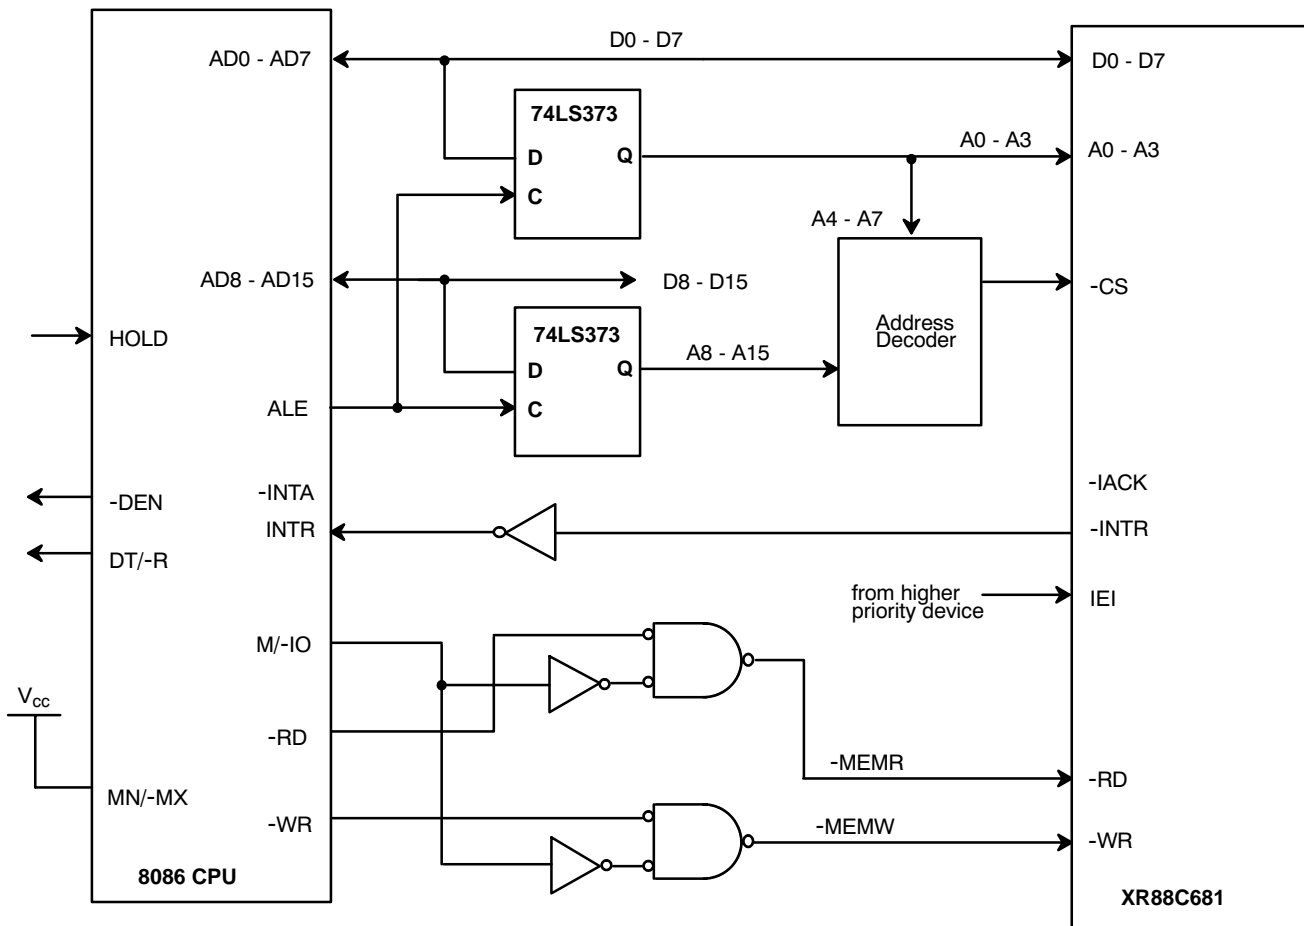 D0 - D7
AD0 - AD7
D0 - D7
74LS373
A0 - A3
D
Q
A0 - A3
C
A4 - A7
AD8 - AD15
D8 - D15
-CS
HOLD
74LS373
Address
Decoder
A8 - A15
D
Q
ALE
C
-DEN
-INTA
-IACK
INTR
-INTR
DT/-R
from higher
priority device
IEI
M/-IO
Vcc
-RD
-MEMR
-RD
MN/-MX
-WR
-MEMW
-WR
8086 CPU
XR88C681